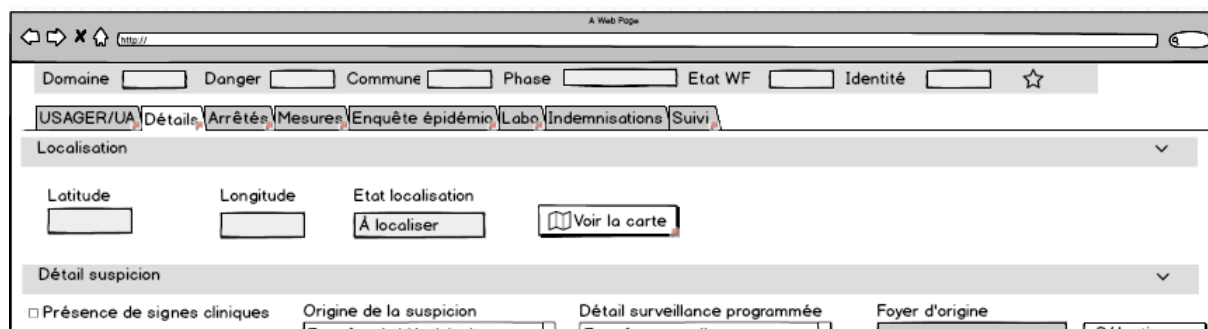 A Web Page
http://
Domaine Danger Commune Phase Etat WF Identité
USAGER/UA Détails Arrêtés Mesures Enquête épidémio Labo Indemnisations Suivi
Localisation
Latitude Longitude Etat localisation
À localiser Voir la carte
Détail suspicion
Présence de signes cliniques Origine de la suspicion Détail surveillance programmée Foyer d'origine